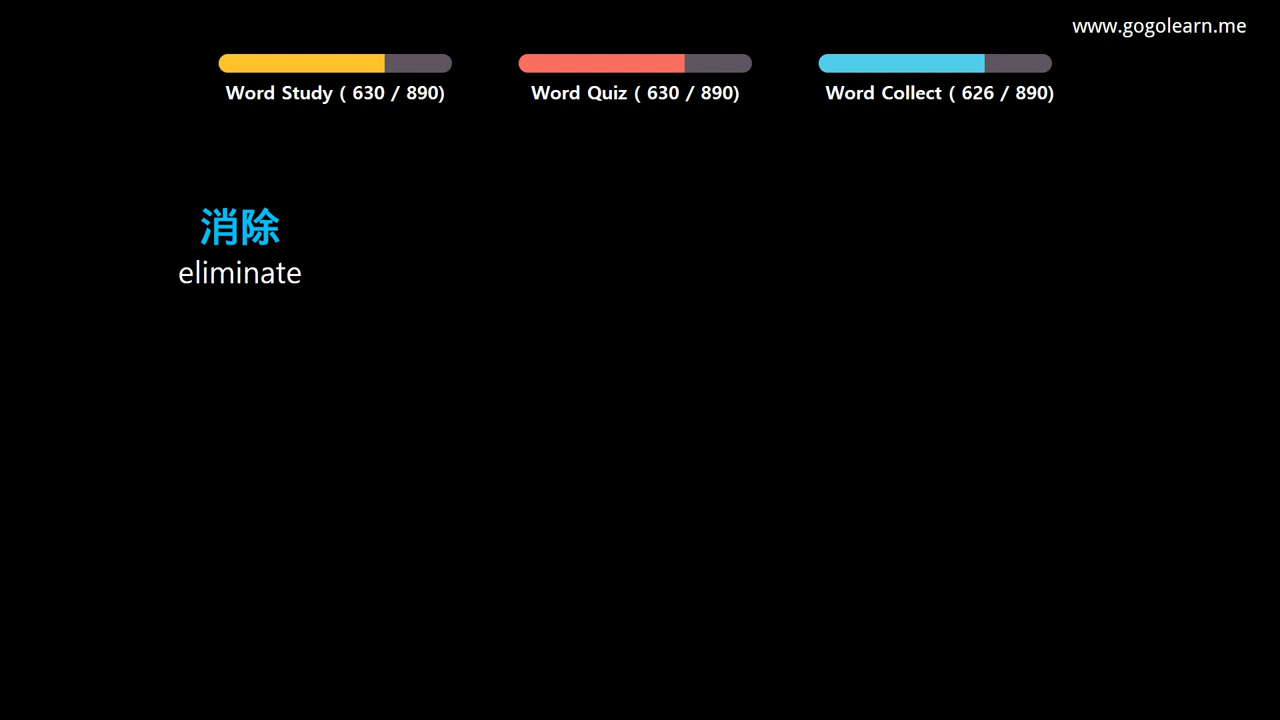 www.gogolearn.me
Word Study ( 630 / 890)
Word Quiz ( 630 / 890)
Word Collect ( 626 / 890)
消除
eliminate